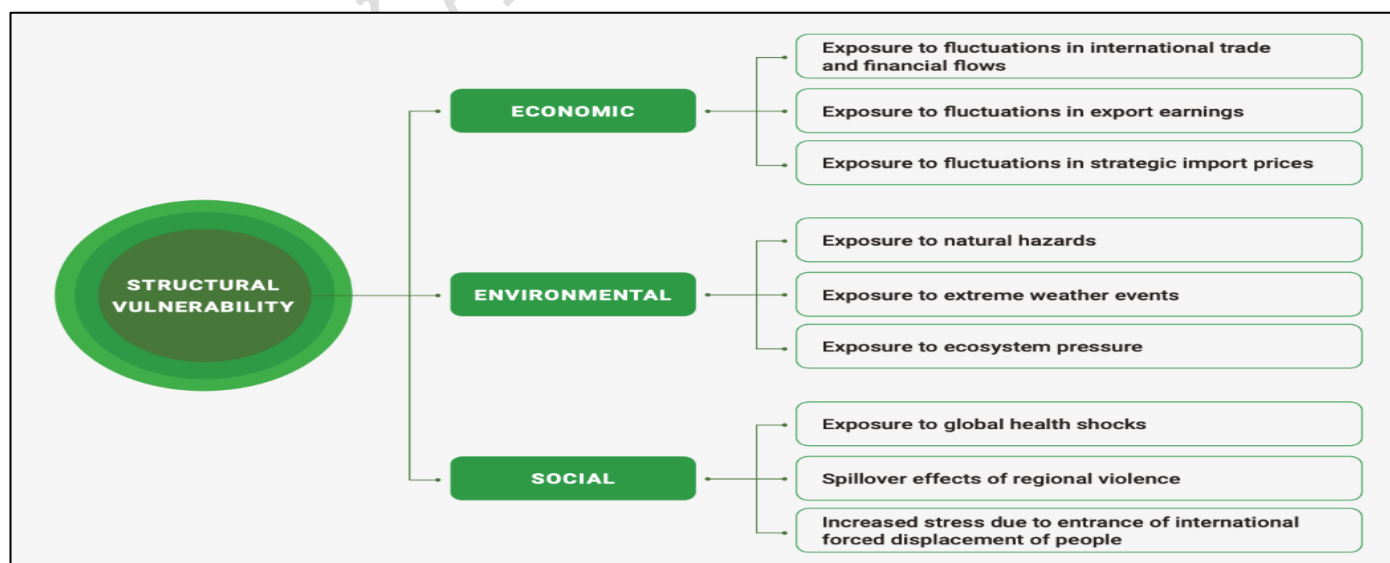 STRUCTURAL
VULNERABILITY
ECONOMIC
Exposure to fluctuations in international trade
and financial flows
Exposure to fluctuations in export earnings
Exposure to fluctuations in strategic import prices
ENVIRONMENTAL
Exposure to natural hazards
Exposure to extreme weather events
Exposure to ecosystem pressure
SOCIAL
Exposure to global health shocks
Spillover effects of regional violence
Increased stress due to entrance of international
forced displacement of people